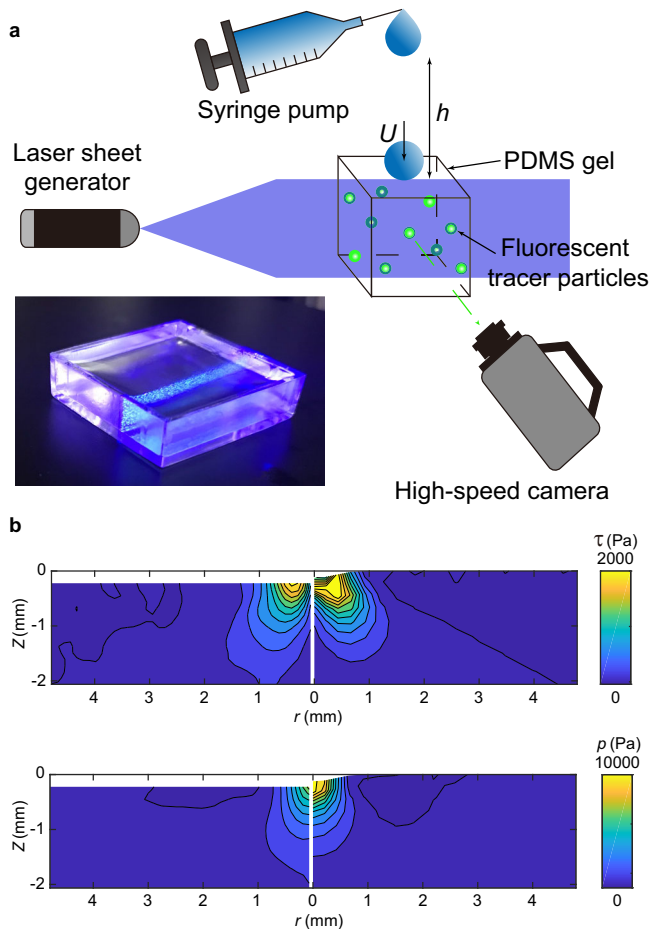 a
Syringe pump
h
U
Laser sheet
generator
PDMS gel
Fluorescent
tracer particles
High-speed camera
b
τ (Pa)
2000
0
Z (mm)
0
-1
-2
4 3 2 1 0 1 2 3 4
r (mm)
p (Pa)
10000
0
Z (mm)
0
-1
-2
4 3 2 1 0 1 2 3 4
r (mm)